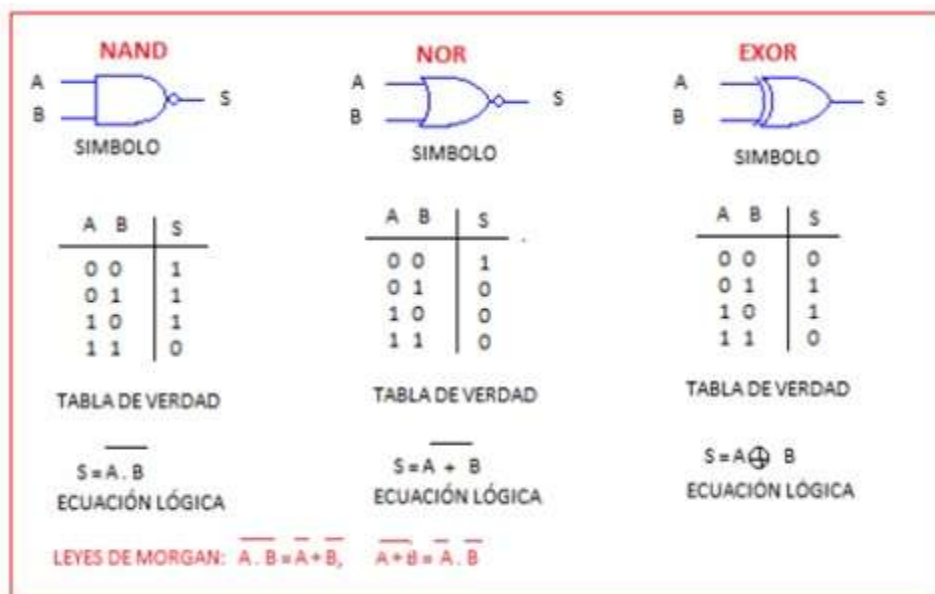 NAND NOR EXOR
A S A S A S
B B B
SIMBOLO SIMBOLO SIMBOLO
A B S A B S A B S
0 0 1 0 0 1 0 0 0
0 1 1 0 1 0 0 1 1
1 0 1 1 0 0 1 0 1
1 1 0 1 1 0 1 1 0
TABLA DE VERDAD TABLA DE VERDAD TABLA DE VERDAD
S = A̅ ̅.̅ ̅B̅ S = A̅ ̅+̅ ̅B̅ S = A ⊕ B
ECUACIÓN LÓGICA ECUACIÓN LÓGICA ECUACIÓN LÓGICA
LEYES DE MORGAN: A̅ ̅.̅ ̅B̅ = A̅ + B̅, A̅ ̅+̅ ̅B̅ = A̅ . B̅